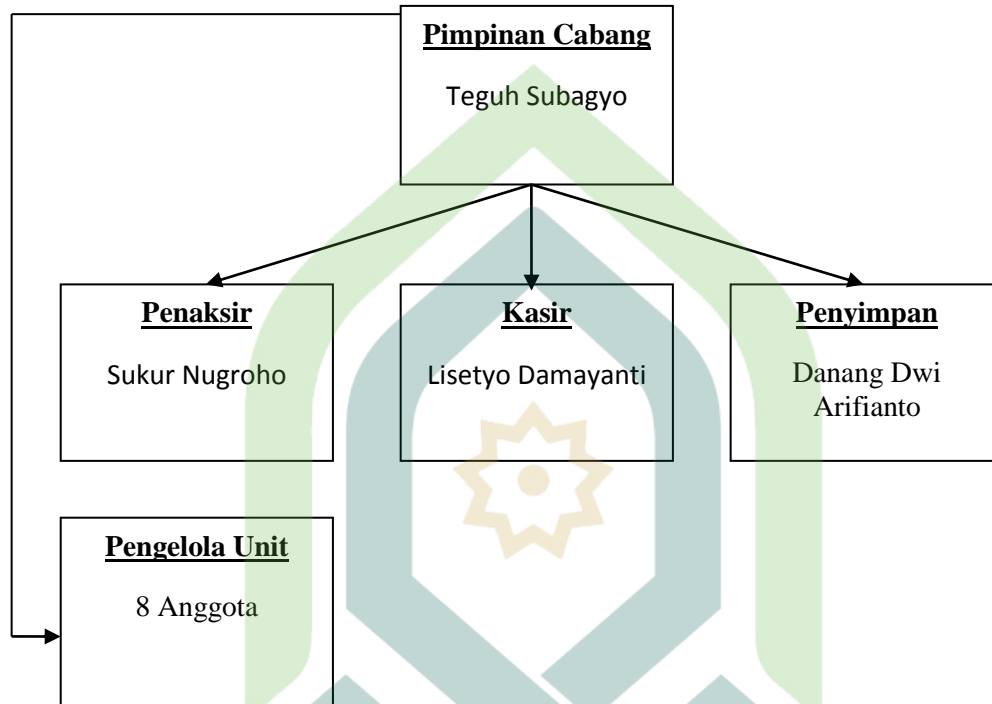 Pimpinan Cabang
Teguh Subagyo
Penaksir
Sukur Nugroho
Kasir
Lisetyo Damayanti
Penyimpan
Danang Dwi
Arifianto
Pengelola Unit
8 Anggota